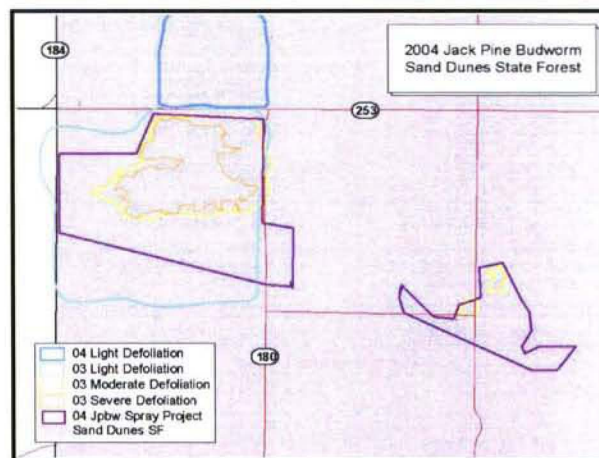 184
2004 Jack Pine Budworm
Sand Dunes State Forest
253
04 Light Defoliation
03 Light Defoliation
03 Moderate Defoliation
03 Severe Defoliation
04 Jpbw Spray Project
Sand Dunes SF
180